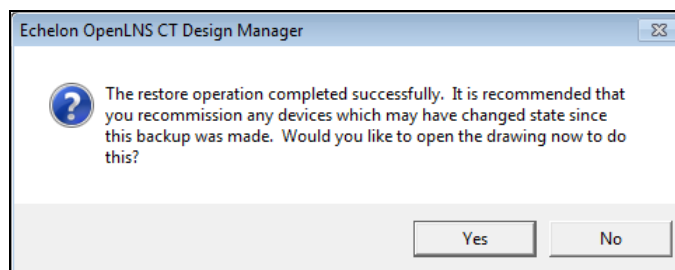 Echelon OpenLNS CT Design Manager
The restore operation completed successfully.  It is recommended that
you recommission any devices which may have changed state since
this backup was made.  Would you like to open the drawing now to do
this?
Yes
No